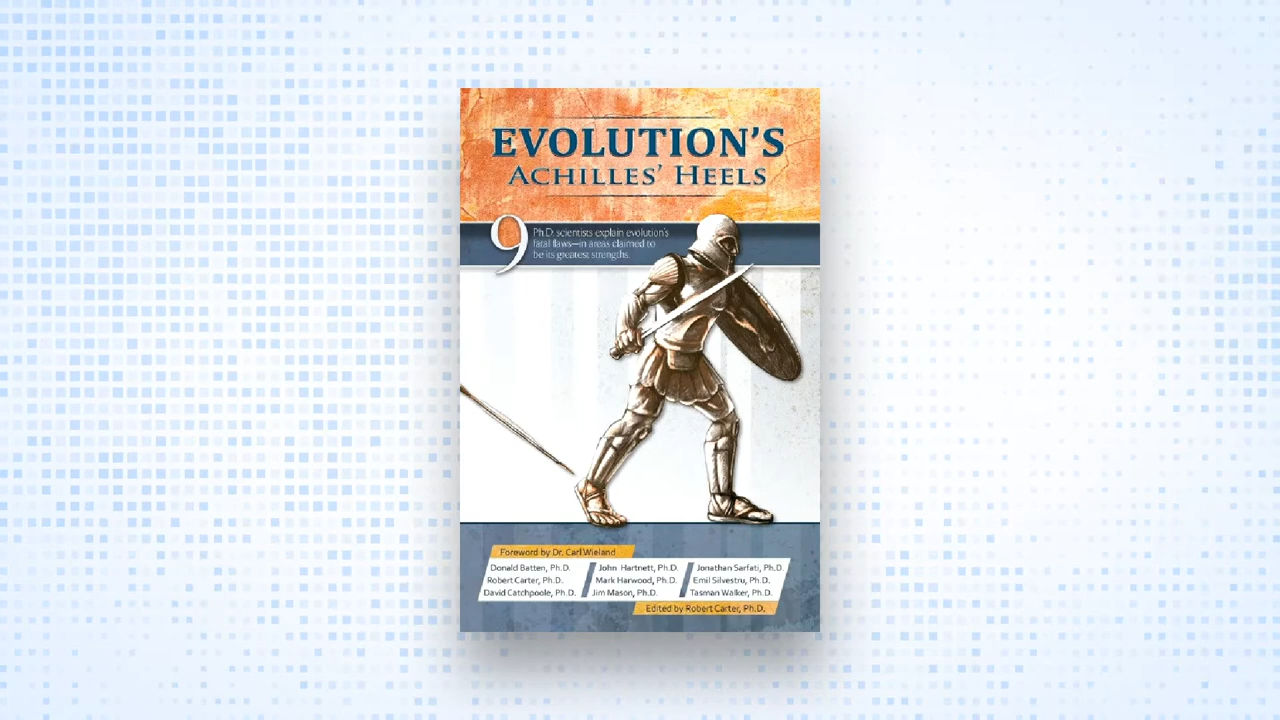 EVOLUTION'S
ACHILLES' HEELS
9
Ph.D. scientists explain evolution's
fatal flaws—in areas claimed to
be its greatest strengths.
Foreword by Dr. Carl Wieland
Donald Batten, Ph.D.
Robert Carter, Ph.D.
David Catchpoole, Ph.D.
John Hartnett, Ph.D.
Mark Harwood, Ph.D.
Jim Mason, Ph.D.
Jonathan Sarfati, Ph.D.
Emil Silvestru, Ph.D.
Tasman Walker, Ph.D.
Edited by Robert Carter, Ph.D.